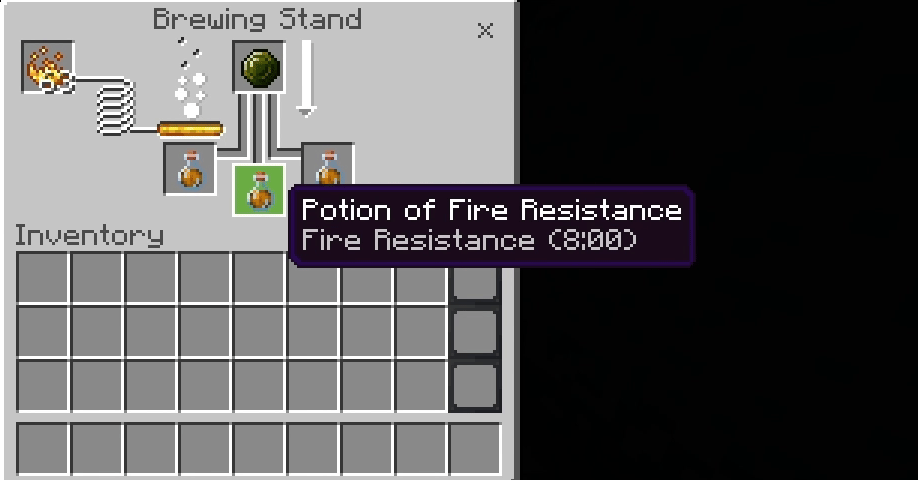 Brewing Stand
Potion of Fire Resistance
Fire Resistance (8:00)
Inventory